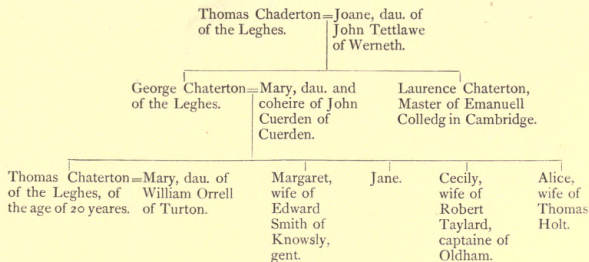 Thomas Chaderton=Joane, dau. of
of the Leghes. John Tettlawe
of Werneth.
George Chaterton=Mary, dau. and
of the Leghes. coheire of John
Cuerden of
Cuerden.
Laurence Chaterton,
Master of Emanuell
Colledg in Cambridge.
Thomas Chaterton=Mary, dau. of
of the Leghes, of William Orrell
the age of 20 yeares. of Turton.
Margaret,
wife of
Edward
Smith of
Knowsly,
gent.
Jane.
Cecily,
wife of
Robert
Taylard,
captaine of
Oldham.
Alice,
wife of
Thomas
Holt.